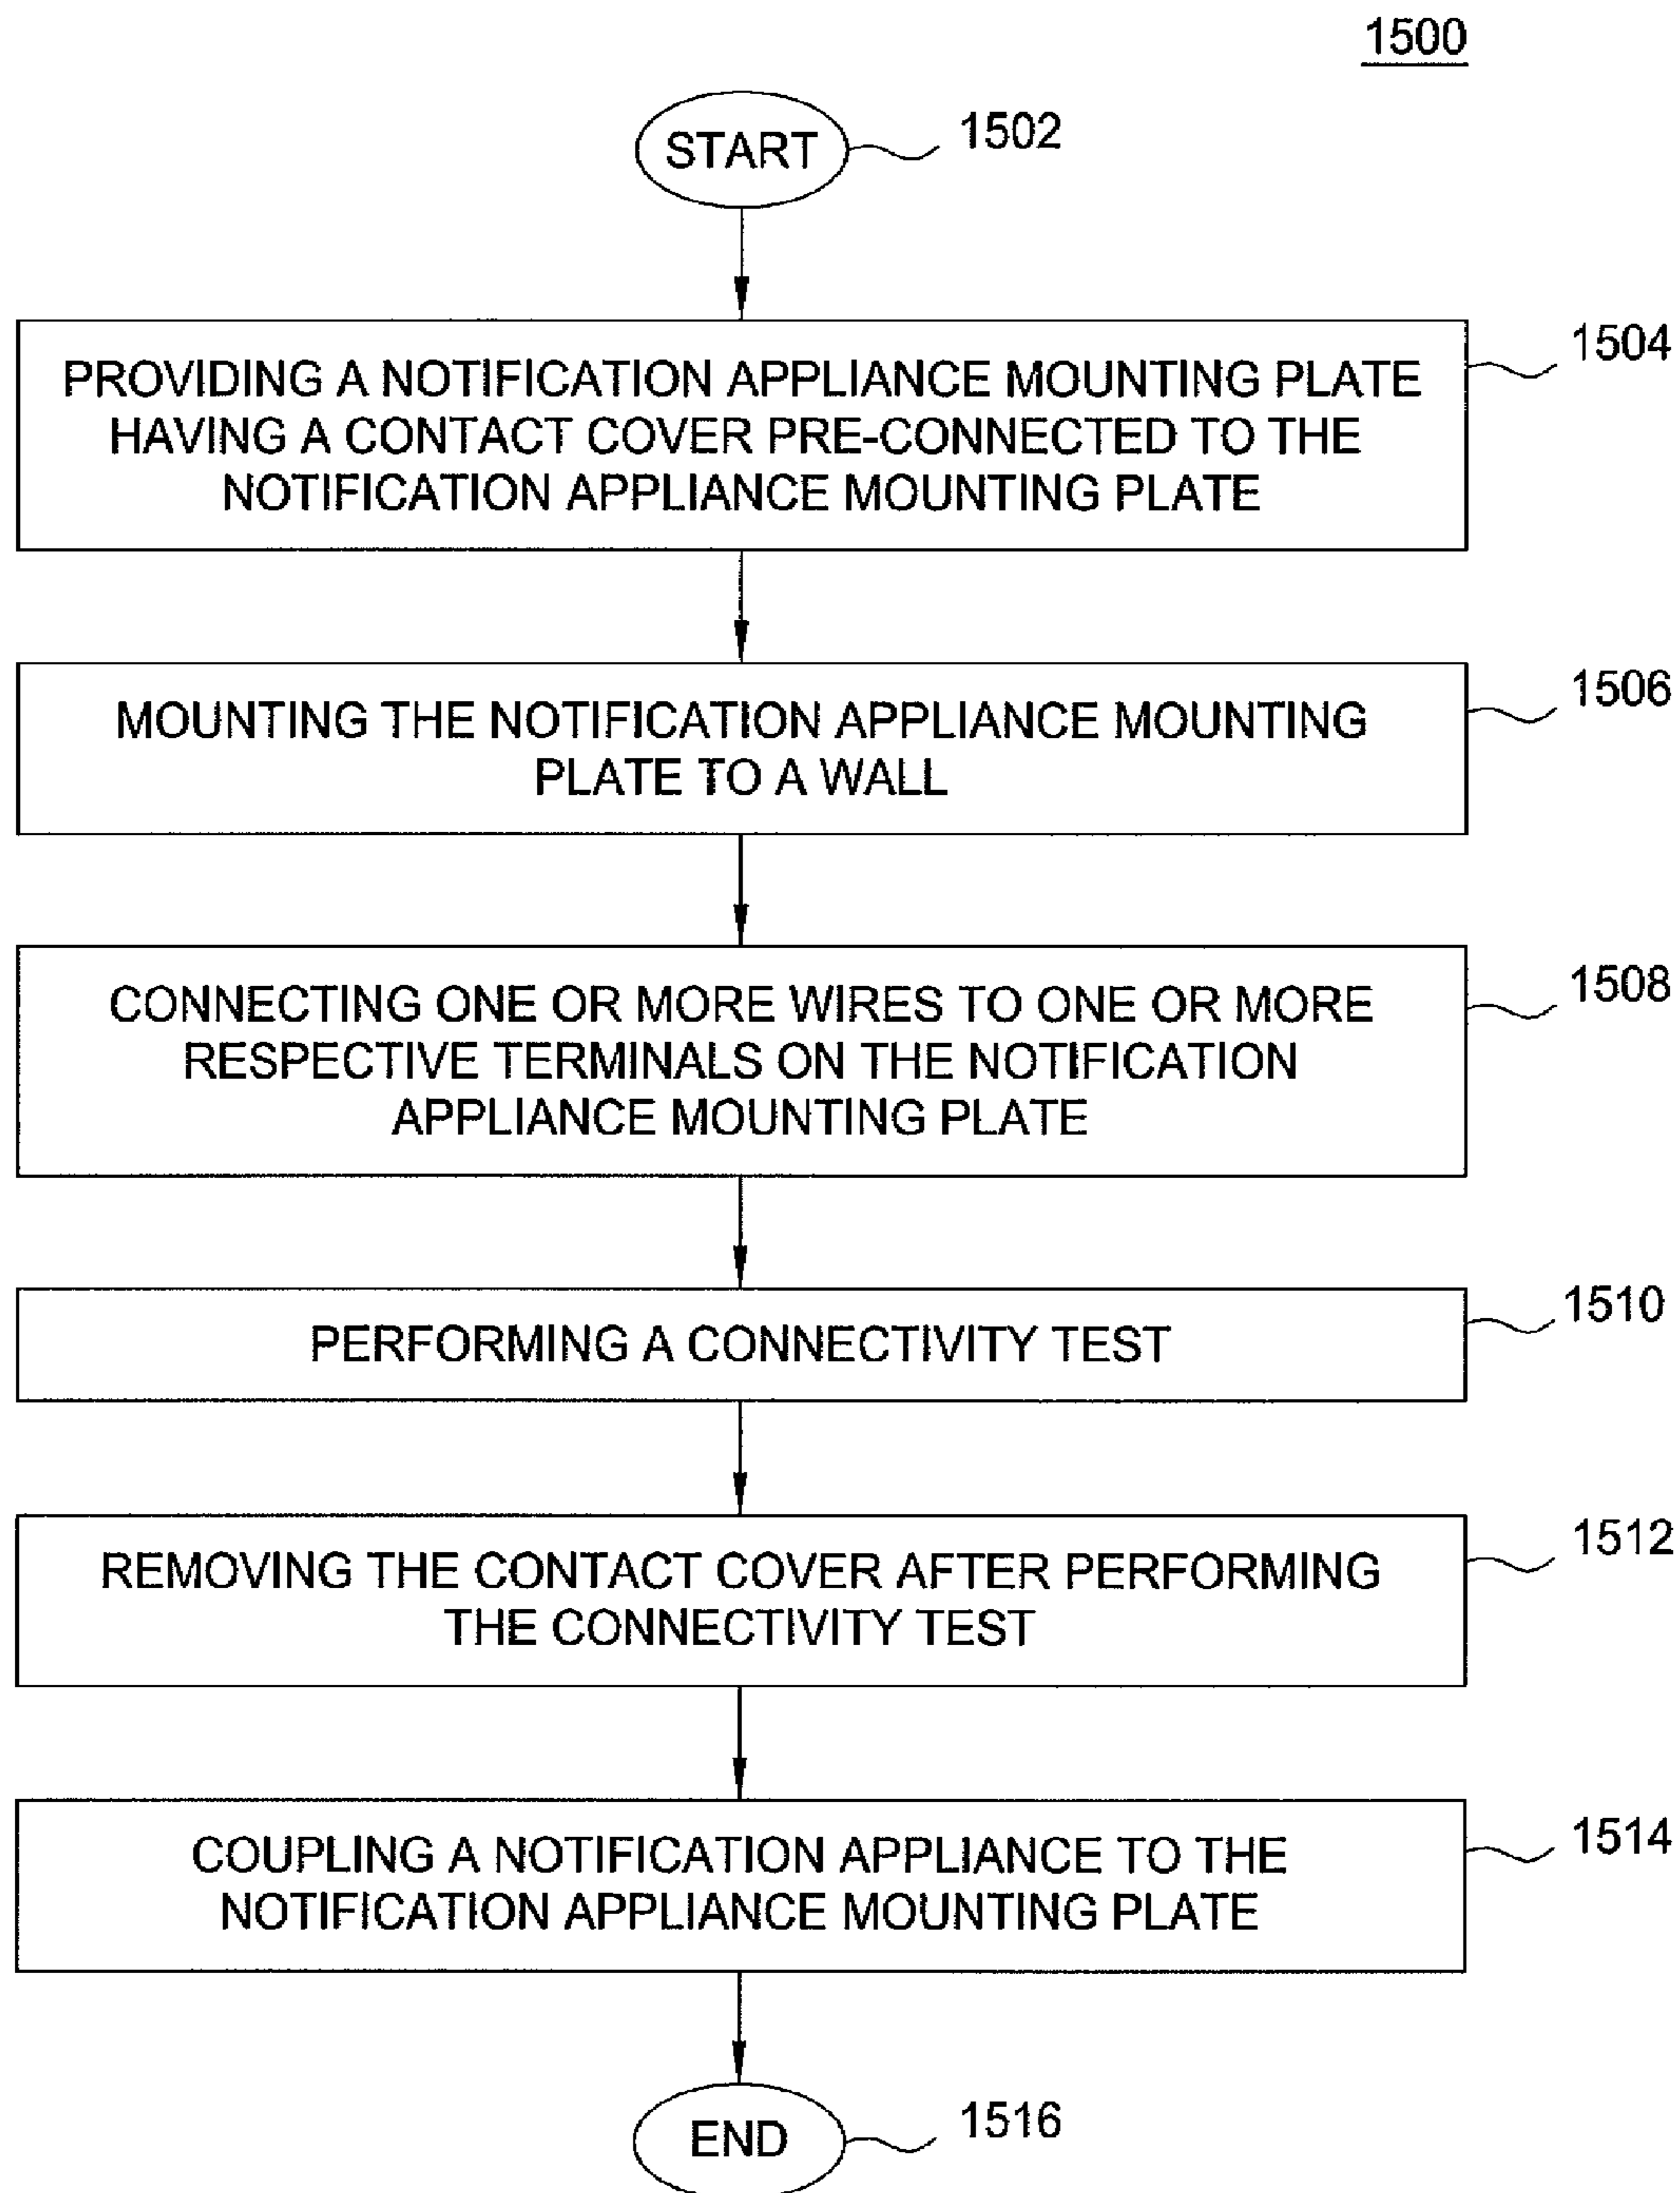 1500
START
1502
PROVIDING A NOTIFICATION APPLIANCE MOUNTING PLATE
HAVING A CONTACT COVER PRE-CONNECTED TO THE
NOTIFICATION APPLIANCE MOUNTING PLATE
1504
MOUNTING THE NOTIFICATION APPLIANCE MOUNTING
PLATE TO A WALL
1506
CONNECTING ONE OR MORE WIRES TO ONE OR MORE
RESPECTIVE TERMINALS ON THE NOTIFICATION
APPLIANCE MOUNTING PLATE
1508
PERFORMING A CONNECTIVITY TEST
1510
REMOVING THE CONTACT COVER AFTER PERFORMING
THE CONNECTIVITY TEST
1512
COUPLING A NOTIFICATION APPLIANCE TO THE
NOTIFICATION APPLIANCE MOUNTING PLATE
1514
END
1516